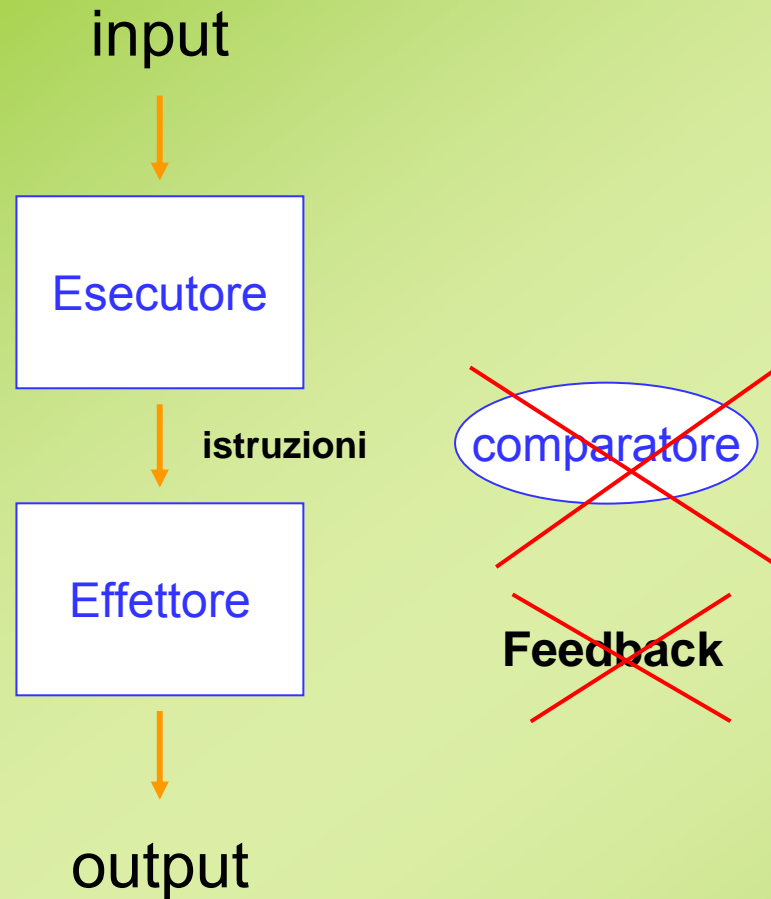 input
Esecutore
istruzioni
comparatore
Effettore
Feedback
output